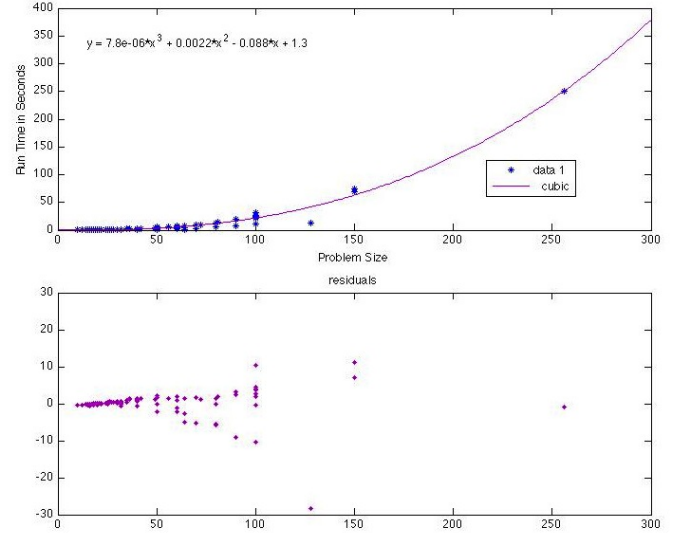 400
350
300
250
200
150
100
50
0
Run Time in Seconds
y = 7.8e-06*x³ + 0.0022*x² - 0.088*x + 1.3
data 1
cubic
0 50 100 150 200 250 300
Problem Size
residuals
30
20
10
0
-10
-20
-30
0 50 100 150 200 250 300